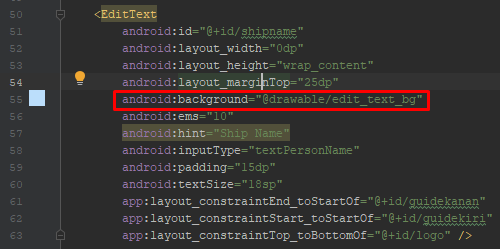 50 <EditText
51 android:id="@+id/shipname"
52 android:layout_width="0dp"
53 android:layout_height="wrap_content"
54 android:layout_marginTop="25dp"
55 android:background="@drawable/edit_text_bg"
56 android:ems="10"
57 android:hint="Ship Name"
58 android:inputType="textPersonName"
59 android:padding="15dp"
60 android:textSize="18sp"
61 app:layout_constraintEnd_toStartOf="@+id/guidekanan"
62 app:layout_constraintStart_toStartOf="@+id/guidekiri"
63 app:layout_constraintTop_toBottomOf="@+id/logo" />